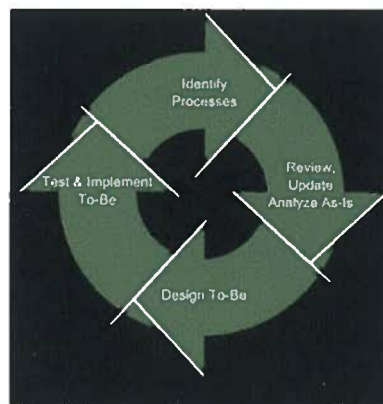 Identify
Processes
Review,
Update
Analyze As-Is
Design To-Be
Test & Implement
To-Be